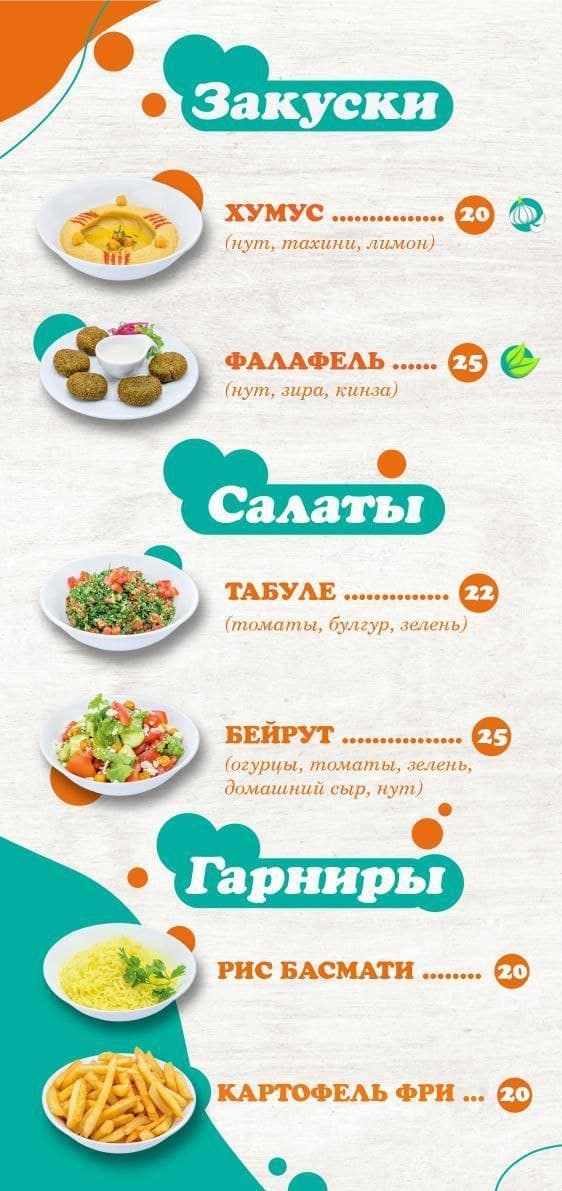 Закуски
ХУМУС ............... 20
(нут, тахини, лимон)
ФАЛАФЕЛЬ ...... 25
(нут, зира, кинза)
Салаты
ТАБУЛЕ .............. 22
(томаты, булгур, зелень)
БЕЙРУТ ................ 25
(огурцы, томаты, зелень,
домашний сыр, нут)
Гарниры
РИС БАСМАТИ ........ 20
КАРТОФЕЛЬ ФРИ ... 20